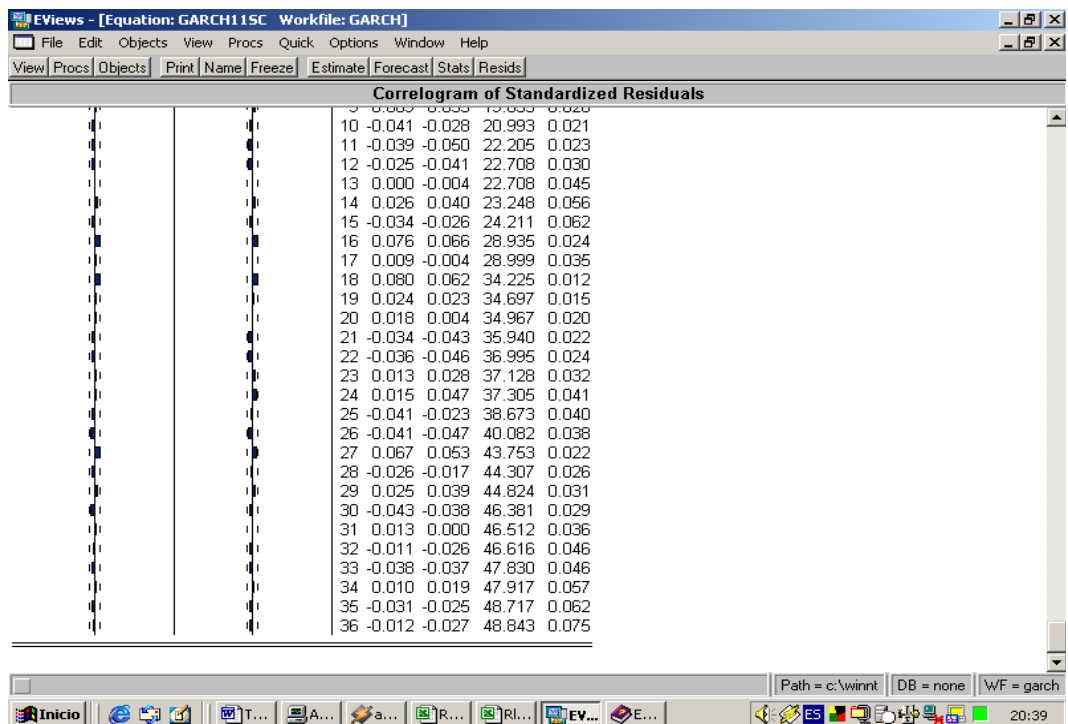 EViews - [Equation: GARCH11SC Workfile: GARCH]
File Edit Objects View Procs Quick Options Window Help
View Procs Objects Print Name Freeze Estimate Forecast Stats Resids
Correlogram of Standardized Residuals
10 -0.041 -0.028 20.993 0.021
11 -0.039 -0.050 22.205 0.023
12 -0.025 -0.041 22.708 0.030
13 0.000 -0.004 22.708 0.045
14 0.026 0.040 23.248 0.056
15 -0.034 -0.026 24.211 0.062
16 0.076 0.066 28.935 0.024
17 0.009 -0.004 28.999 0.035
18 0.080 0.062 34.225 0.012
19 0.024 0.023 34.697 0.015
20 0.018 0.004 34.967 0.020
21 -0.034 -0.043 35.940 0.022
22 -0.036 -0.046 36.995 0.024
23 0.013 0.028 37.128 0.032
24 0.015 0.047 37.305 0.041
25 -0.041 -0.023 38.673 0.040
26 -0.041 -0.047 40.082 0.038
27 0.067 0.053 43.753 0.022
28 -0.026 -0.017 44.307 0.026
29 0.025 0.039 44.824 0.031
30 -0.043 -0.038 46.381 0.029
31 0.013 0.000 46.512 0.036
32 -0.011 -0.026 46.616 0.046
33 -0.038 -0.037 47.830 0.046
34 0.010 0.019 47.917 0.057
35 -0.031 -0.025 48.717 0.062
36 -0.012 -0.027 48.843 0.075
Path = c:\winnt DB = none WF = garch
Inicio T... A... a... R... RI... EV... E... ES 20:39